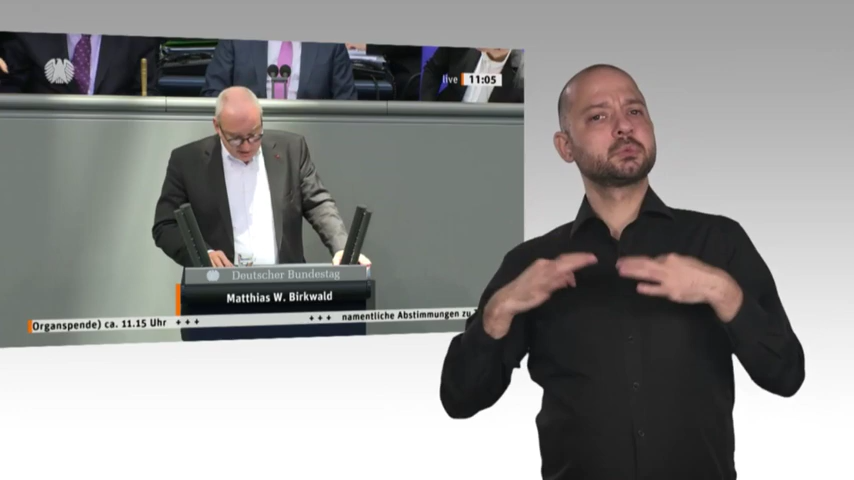 live 11:05
Deutscher Bundestag
Matthias W. Birkwald
Organspende) ca. 11.15 Uhr +++ +++ namentliche Abstimmungen zu